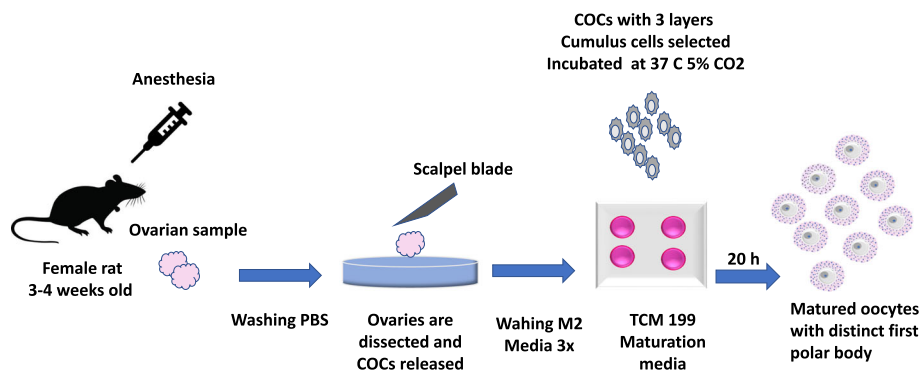 Anesthesia
Ovarian sample
Female rat
3-4 weeks old
Washing PBS
Scalpel blade
Ovaries are
dissected and
COCs released
Wahing M2
Media 3x
COCs with 3 layers
Cumulus cells selected
Incubated at 37 C 5% CO2
TCM 199
Maturation
media
20 h
Matured oocytes
with distinct first
polar body